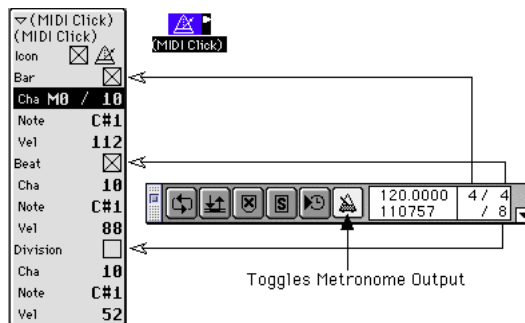 (MIDI Click)
(MIDI Click)
Icon
Bar
Cha M0 / 10
Note C#1
Vel 112
Beat
Cha 10
Note C#1
Vel 88
Division
Cha 10
Note C#1
Vel 52
(MIDI Click)
S
120.0000 4/ 4
110757 / 8
Toggles Metronome Output